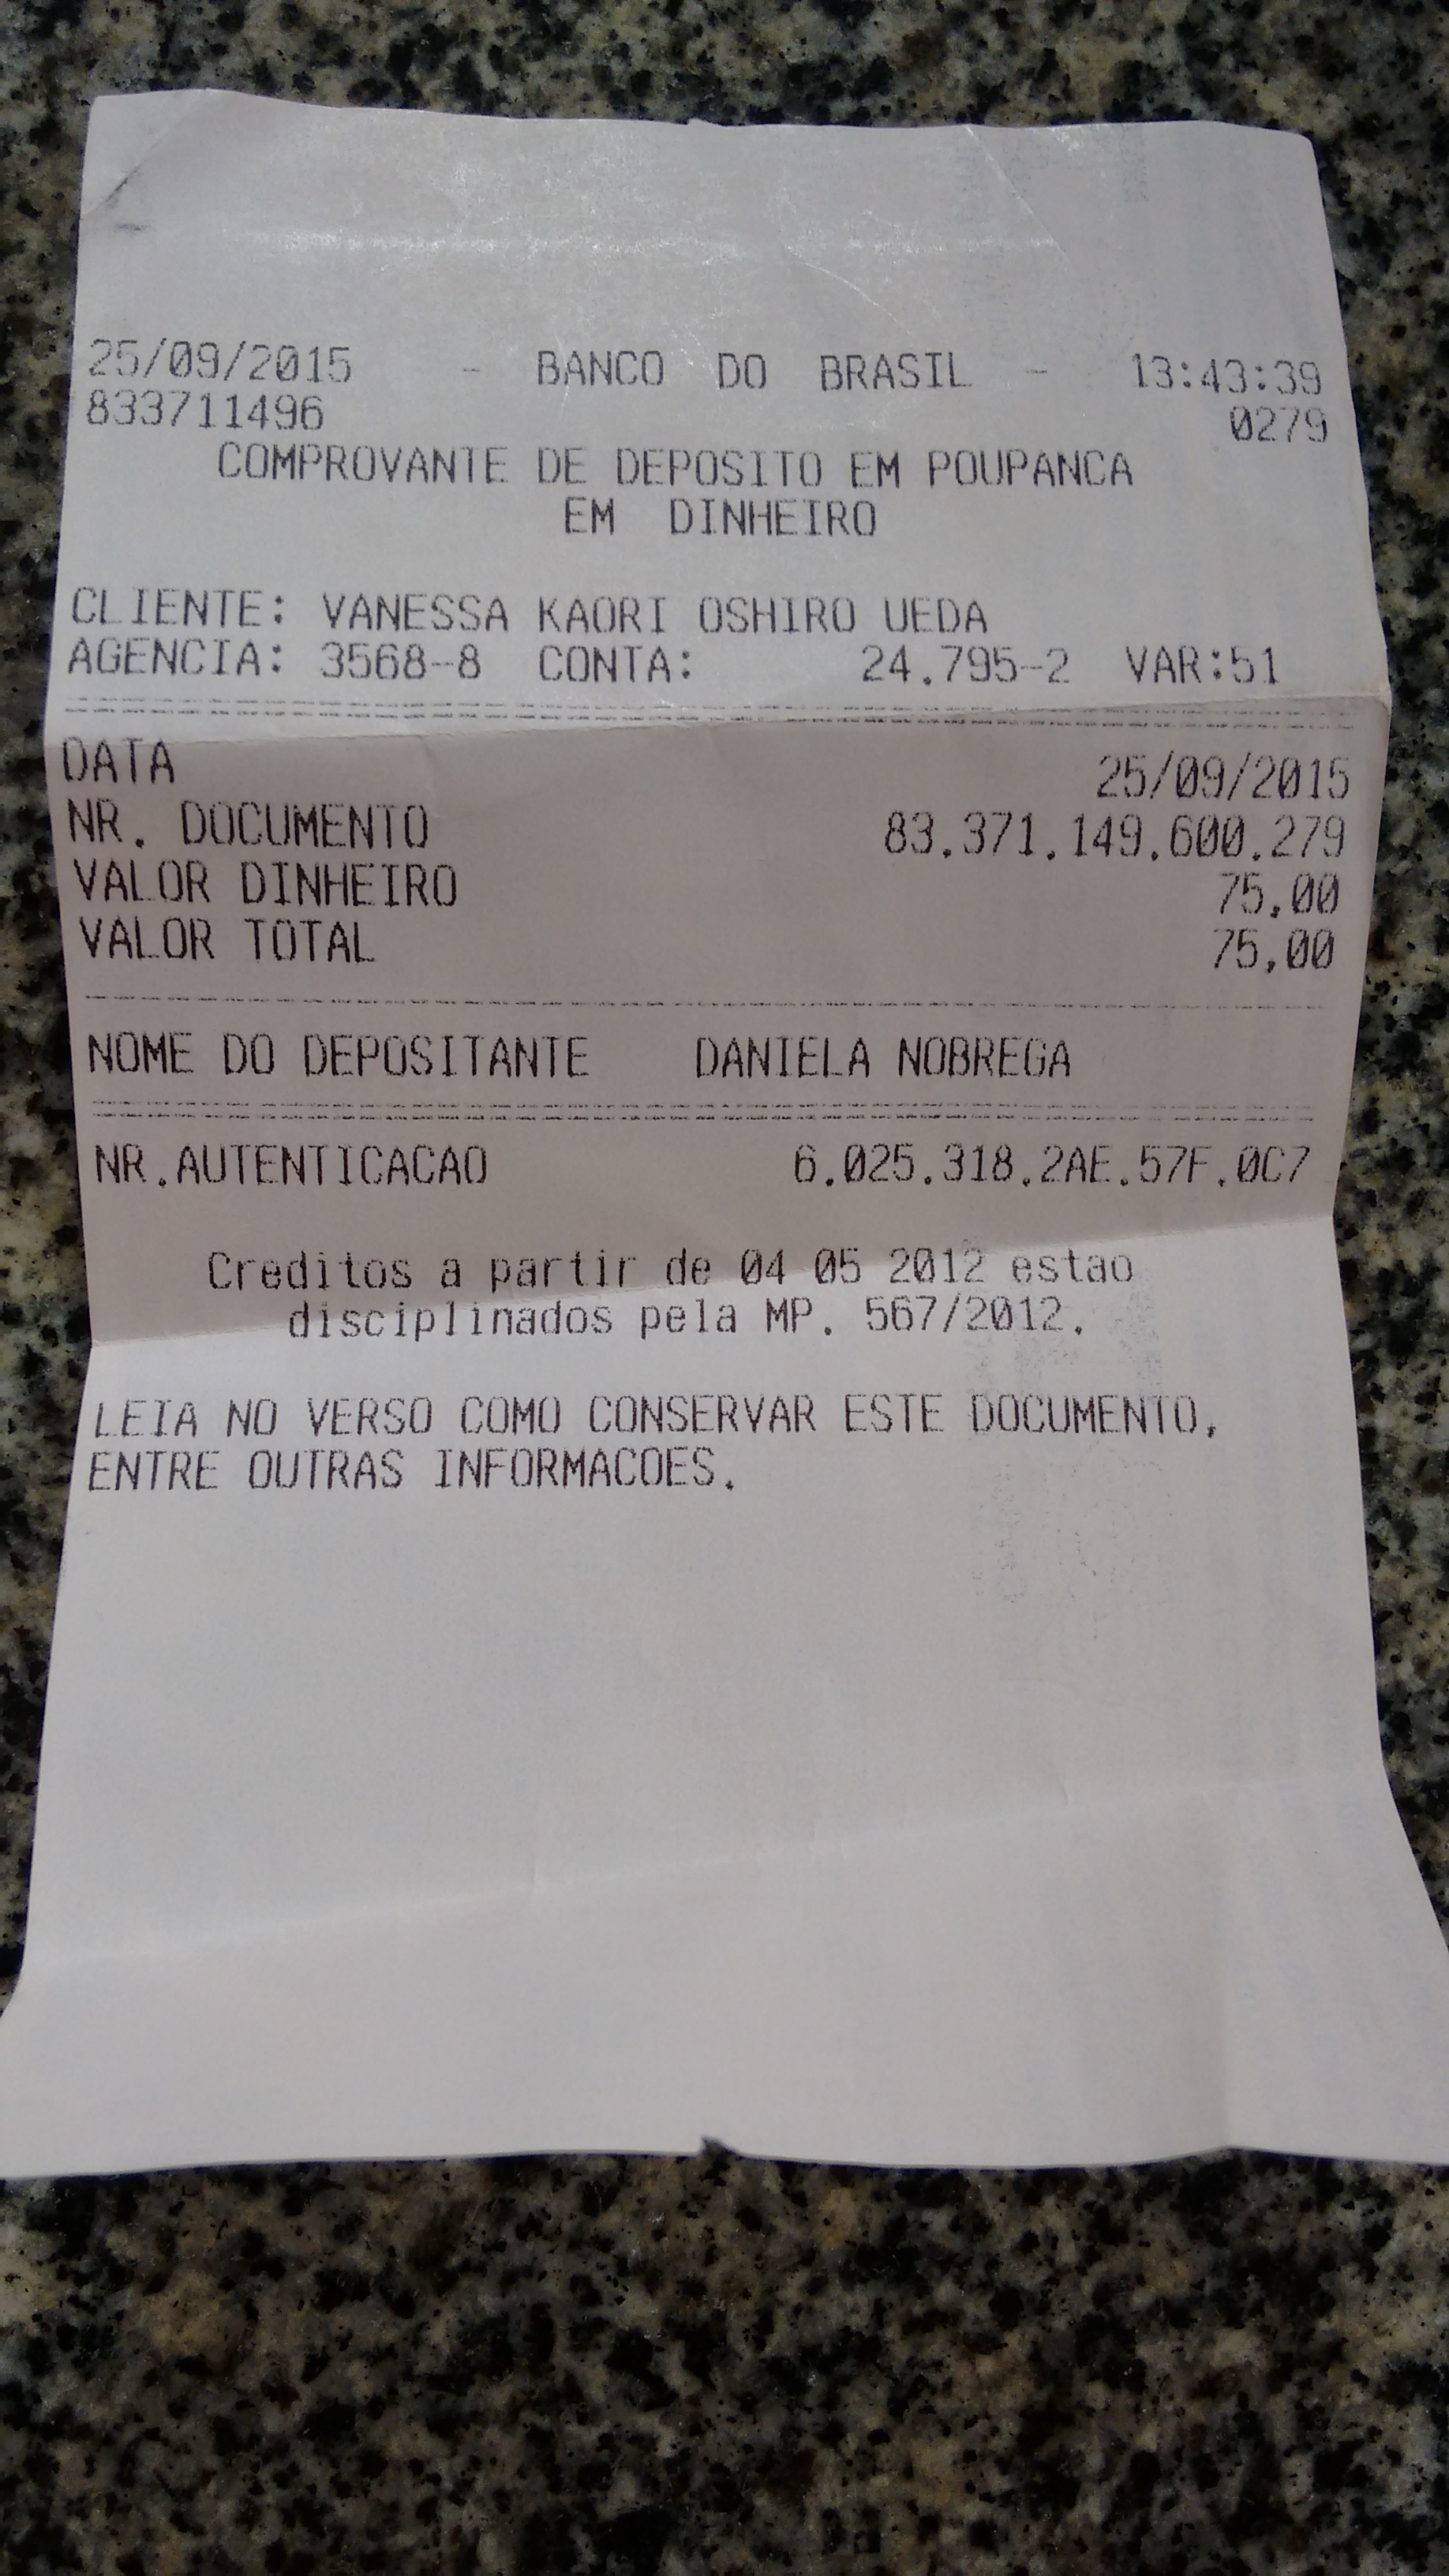 25/09/2015 - BANCO DO BRASIL - 13:43:39
833711496 0279
COMPROVANTE DE DEPOSITO EM POUPANCA
EM DINHEIRO
CLIENTE: VANESSA KAORI OSHIRO UEDA
AGENCIA: 3568-8 CONTA: 24.795-2 VAR:51
DATA 25/09/2015
NR. DOCUMENTO 83.371.149.600.279
VALOR DINHEIRO 75,00
VALOR TOTAL 75,00
NOME DO DEPOSITANTE DANIELA NOBREGA
NR.AUTENTICACAO 6.025.318.2AE.57F.0C7
Creditos a partir de 04 05 2012 estao
disciplinados pela MP. 567/2012.
LEIA NO VERSO COMO CONSERVAR ESTE DOCUMENTO,
ENTRE OUTRAS INFORMACOES.